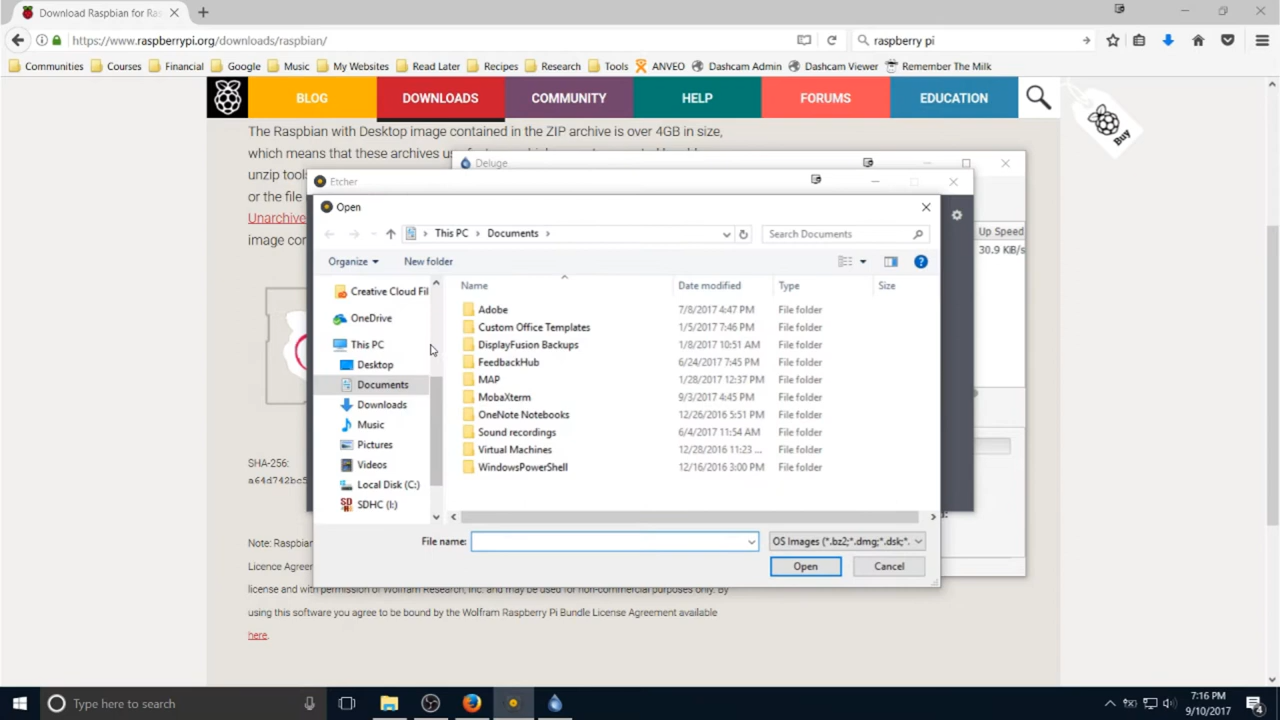 Download Raspbian for Ras
https://www.raspberrypi.org/downloads/raspbian/
raspberry pi
Communities
Courses
Financial
Google
Music
My Websites
Read Later
Recipes
Research
Tools
ANVEO
Dashcam Admin
Dashcam Viewer
Remember The Milk
BLOG
DOWNLOADS
COMMUNITY
HELP
FORUMS
EDUCATION
Buy
The Raspbian with Desktop image contained in the ZIP archive is over 4GB in size,
which means that these archives us
unzip tools
or the file
Unarchive
image cor
Deluge
Etcher
Open
This PC > Documents >
Search Documents
Up Speed
30.9 KiB/s
Organize
New folder
Creative Cloud Fil
OneDrive
This PC
Desktop
Documents
Downloads
Music
Pictures
Videos
Local Disk (C:)
SDHC (I:)
Name Date modified Type Size
Adobe 7/8/2017 4:47 PM File folder
Custom Office Templates 1/5/2017 7:46 PM File folder
DisplayFusion Backups 1/8/2017 10:51 AM File folder
FeedbackHub 6/24/2017 7:45 PM File folder
MAP 1/28/2017 12:37 PM File folder
MobaXterm 9/3/2017 4:45 PM File folder
OneNote Notebooks 12/26/2016 5:51 PM File folder
Sound recordings 6/4/2017 11:54 AM File folder
Virtual Machines 12/28/2016 11:23 ... File folder
WindowsPowerShell 12/16/2016 3:00 PM File folder
File name:
OS Images (*.bz2;*.dmg;*.dsk;*.
Open
Cancel
SHA-256:
a64d742bc5
Note: Raspbian
Licence Agree
license and with permission of Wolfram Research, Inc. and may be used for non-commercial purposes only. By
using this software you agree to be bound by the Wolfram Raspberry Pi Bundle License Agreement available
here.
Type here to search
7:16 PM
9/10/2017
4